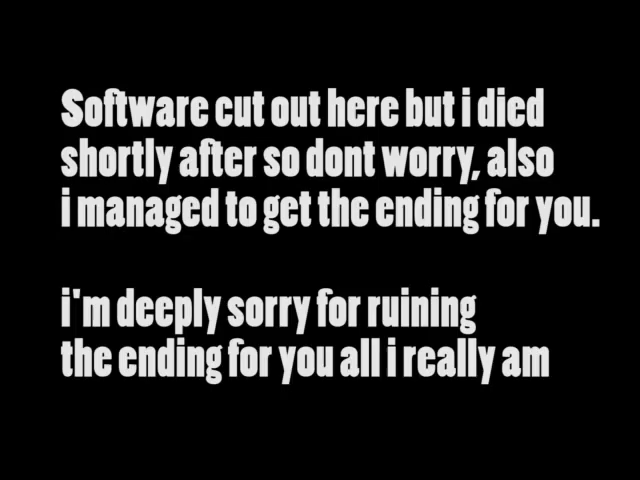 Software cut out here but i died
shortly after so dont worry, also
i managed to get the ending for you.
i'm deeply sorry for ruining
the ending for you all i really am